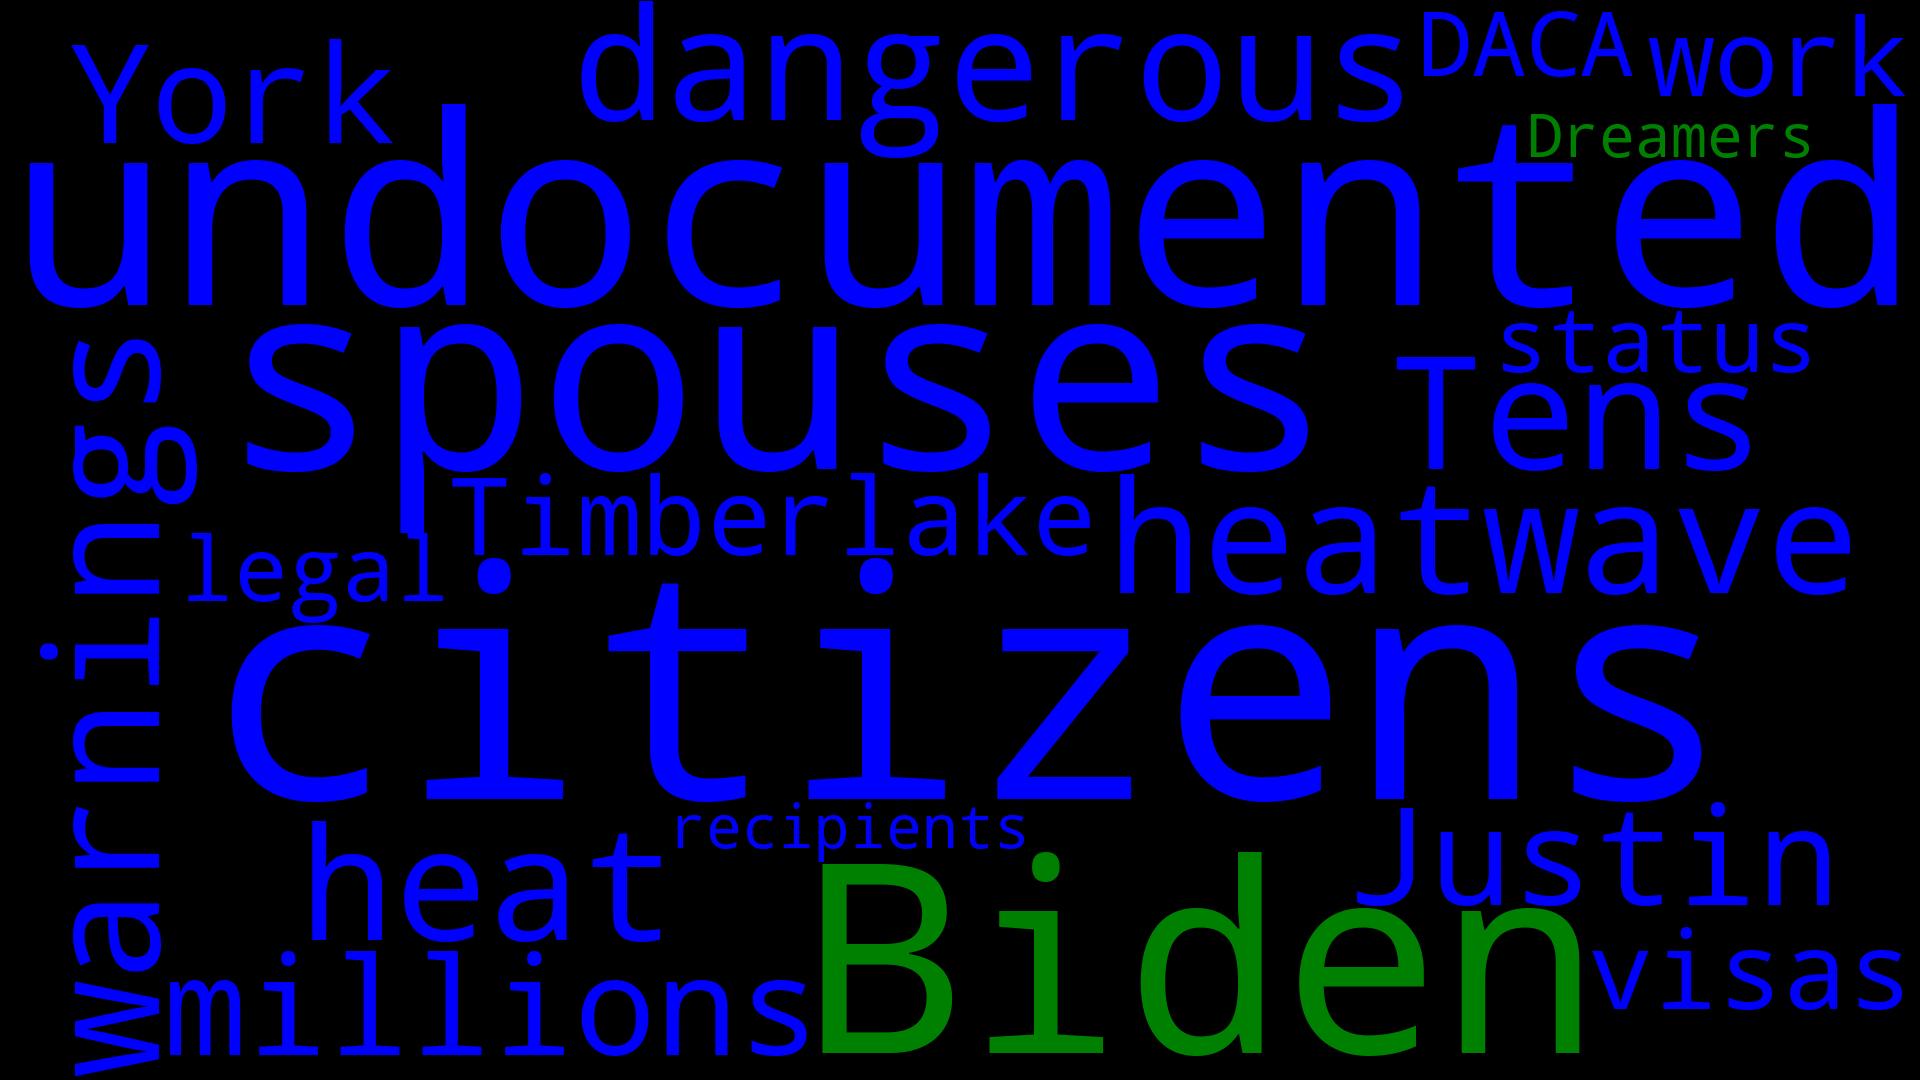 York dangerous DACA work
Dreamers
undocumented
spouses status
Tens
Timberlake heatwave
legal
citizens
warnings
recipients
heat Justin
Biden
millions visas